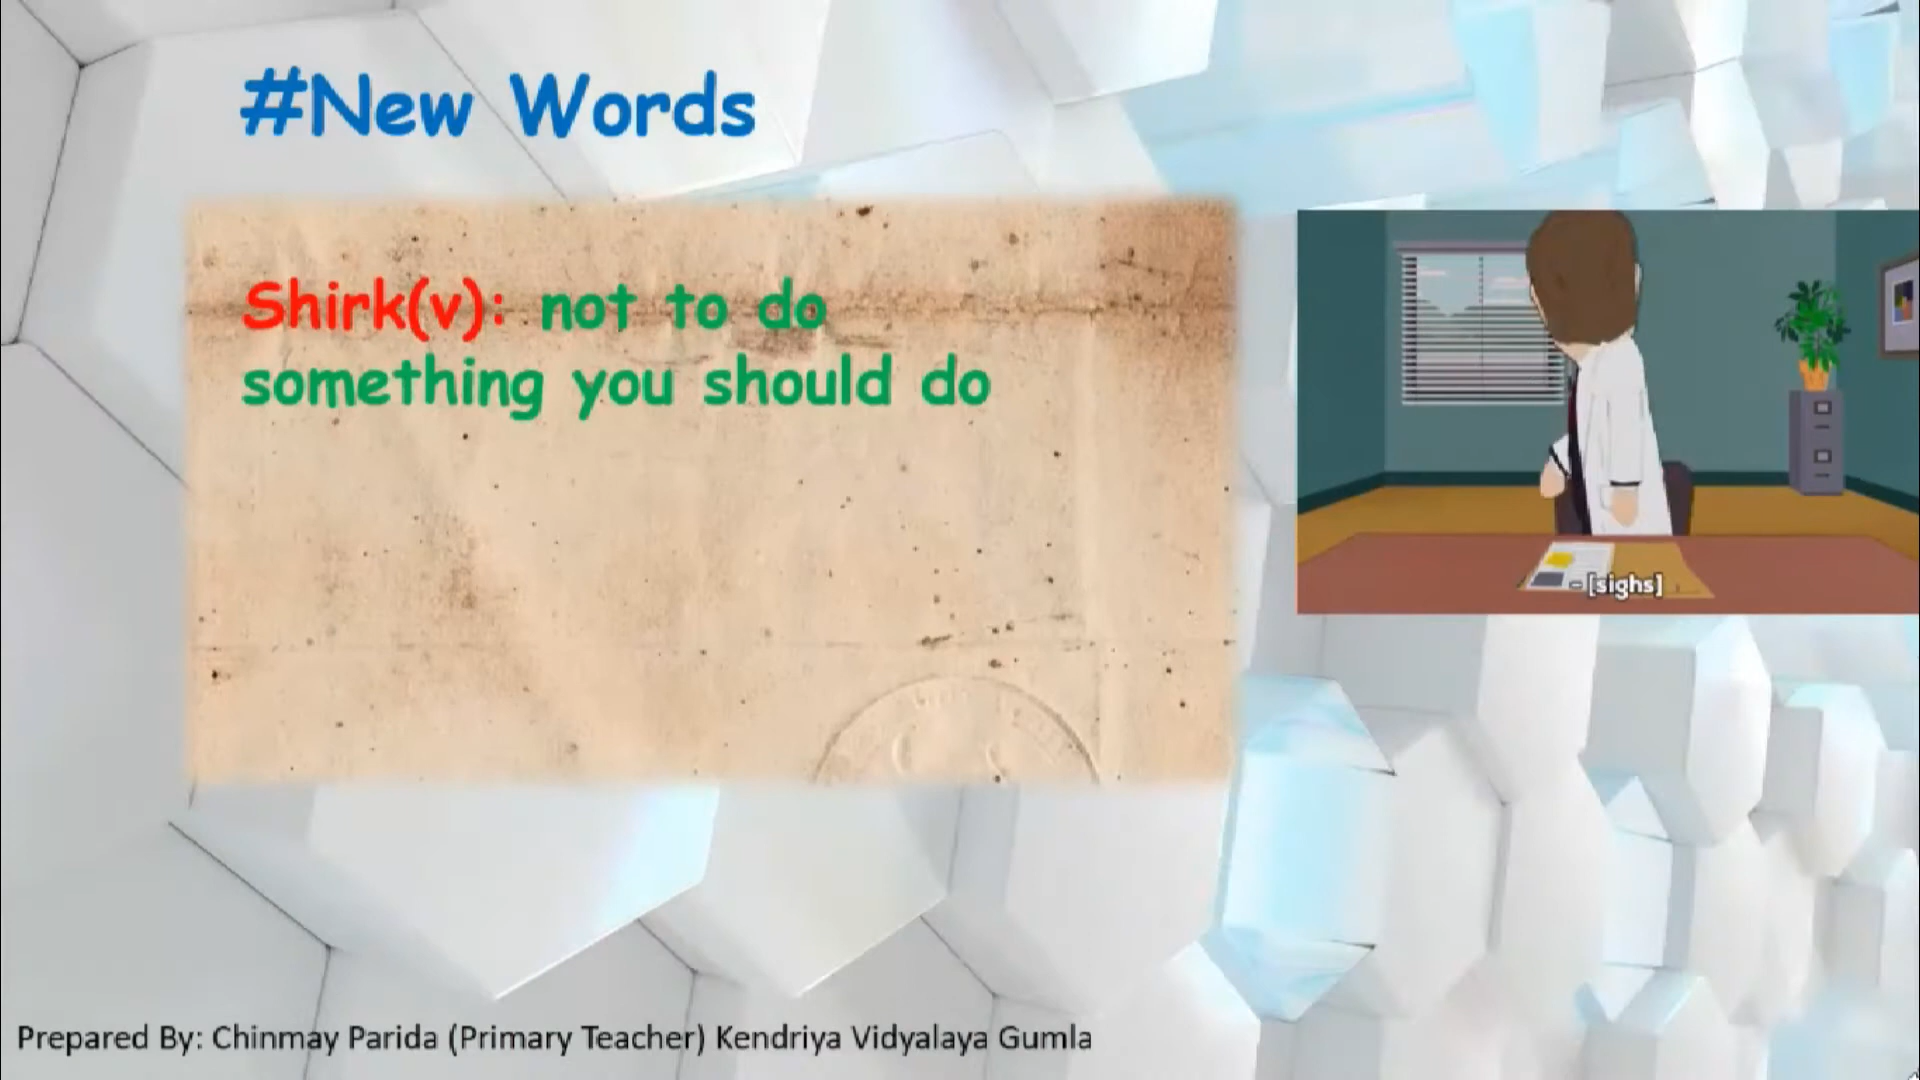 #New Words
Shirk(v): not to do
something you should do
- [sighs]
Prepared By: Chinmay Parida (Primary Teacher) Kendriya Vidyalaya Gumla